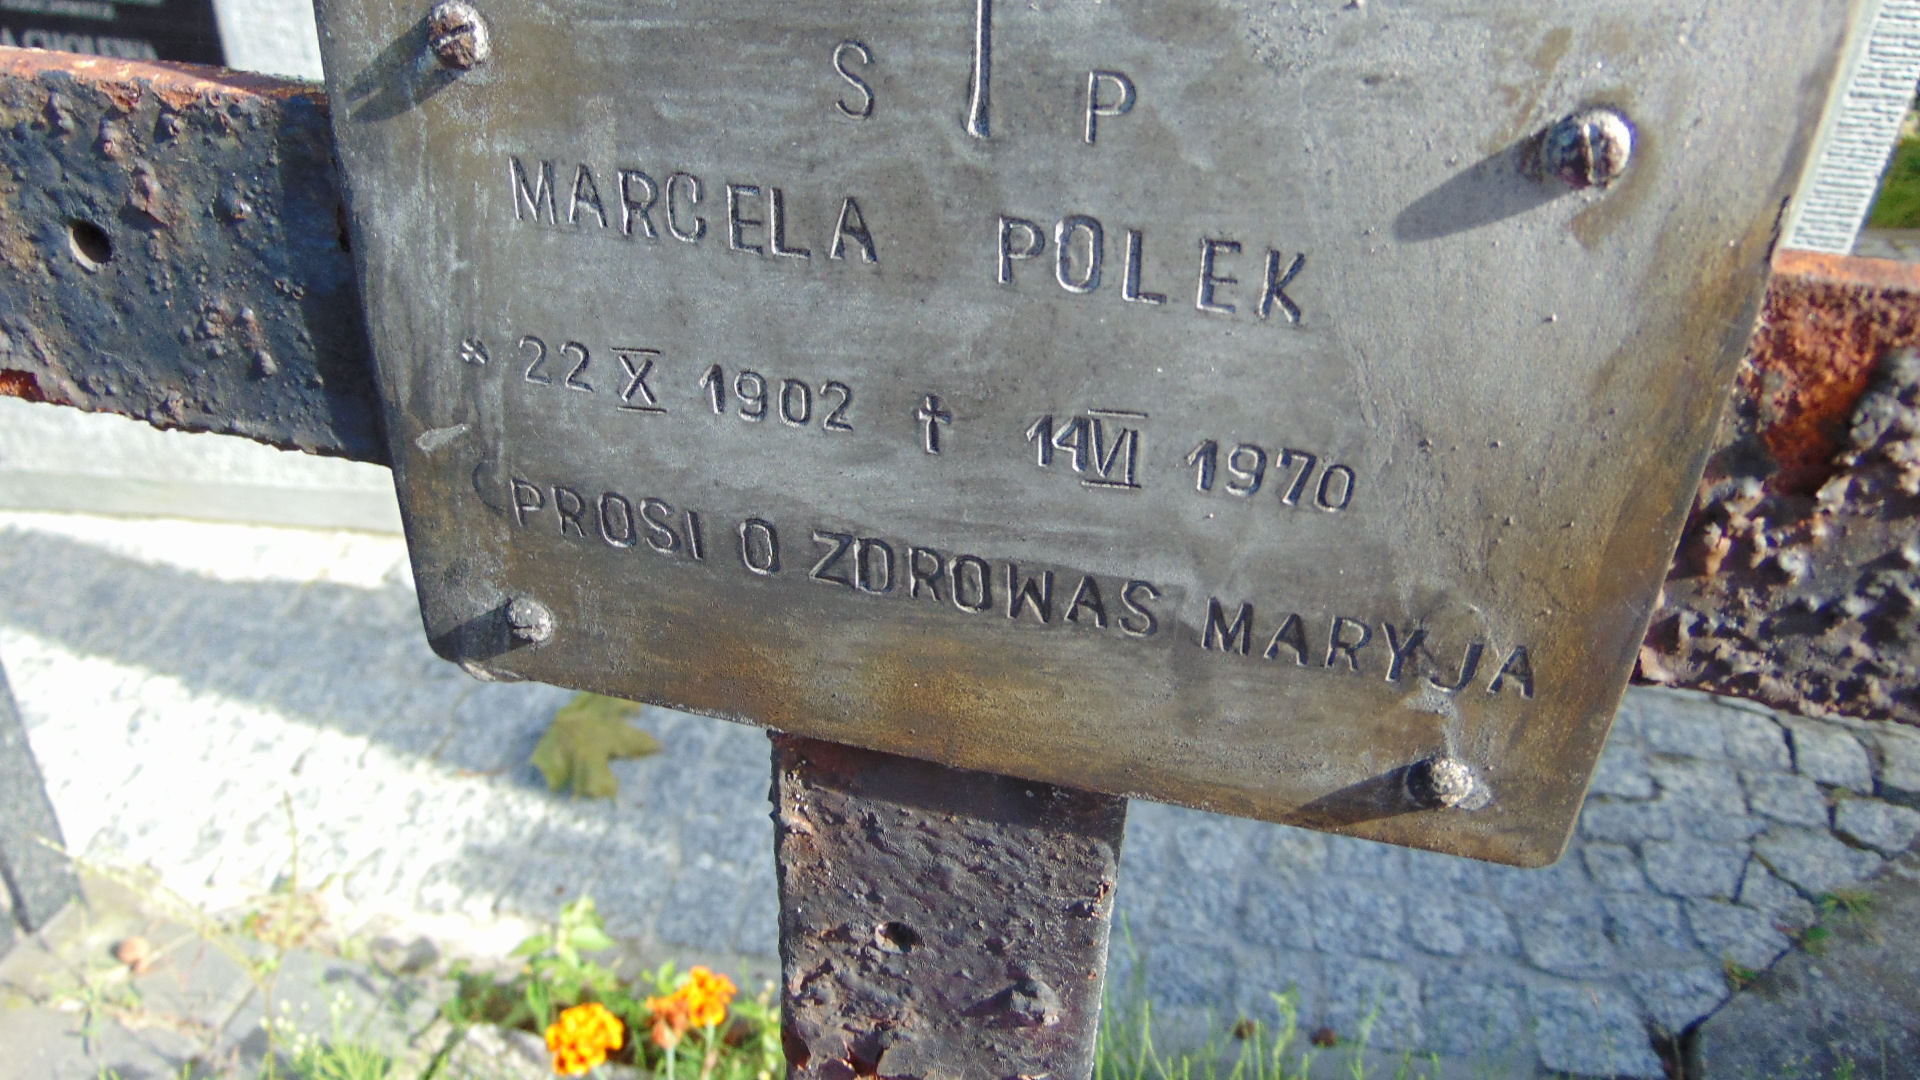 S P
MARCELA POLEK
* 22 X 1902 † 14 VI 1970
PROSI O ZDROWAS MARYJA